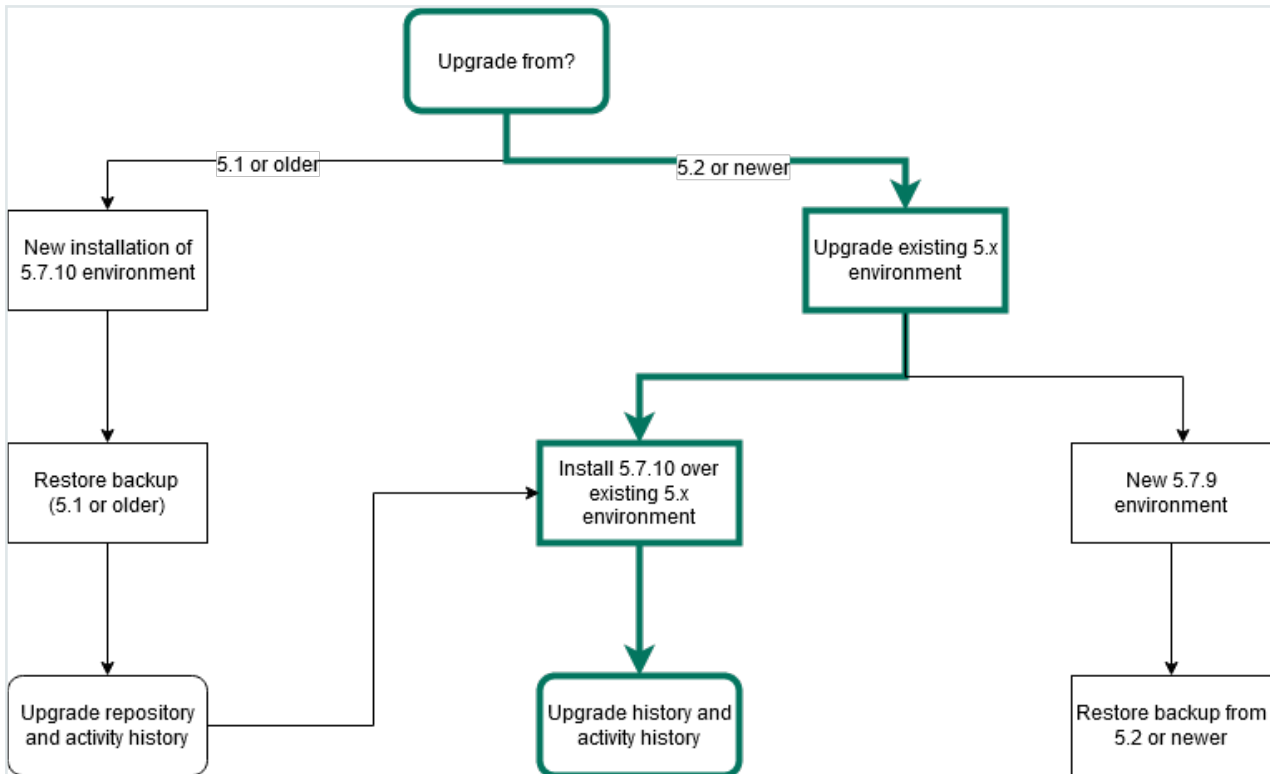 Upgrade from?
5.1 or older
5.2 or newer
New installation of
5.7.10 environment
Upgrade existing 5.x
environment
Restore backup
(5.1 or older)
Install 5.7.10 over
existing 5.x
environment
New 5.7.9
environment
Upgrade repository
and activity history
Upgrade history and
activity history
Restore backup from
5.2 or newer